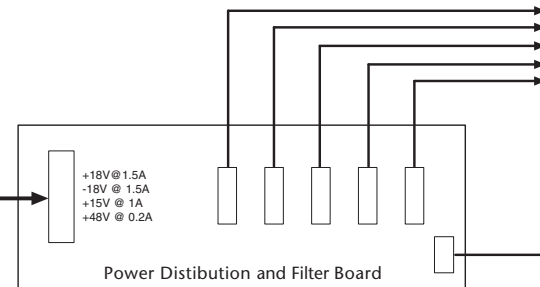 +18V@1.5A
-18V @ 1.5A
+15V @ 1A
+48V @ 0.2A
Power Distibution and Filter Board